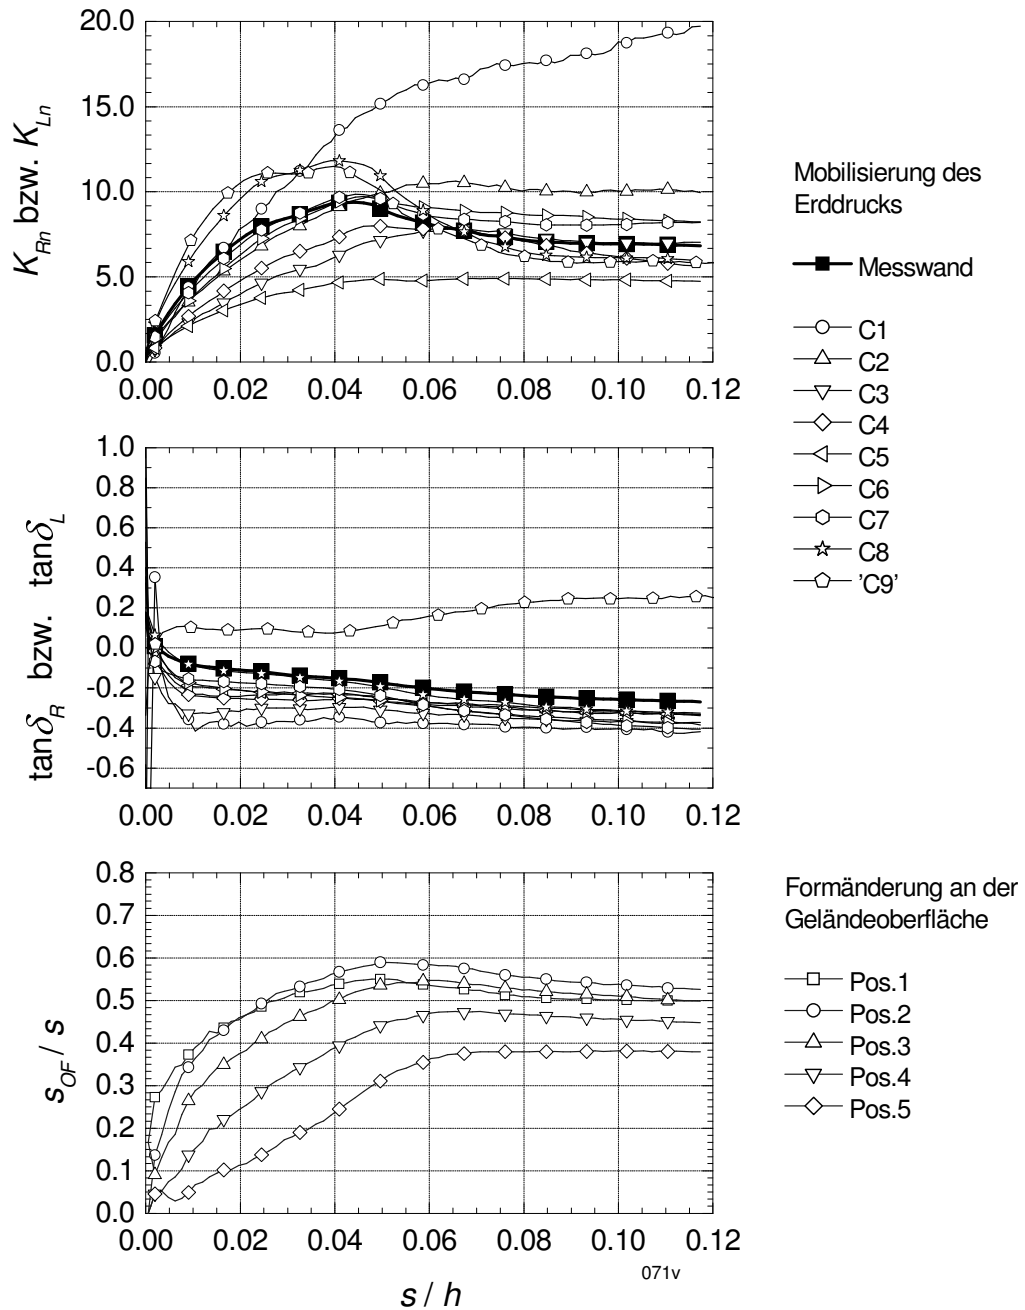 20.0
15.0
10.0
5.0
0.0
K_Rn bzw. K_Ln
0.00 0.02 0.04 0.06 0.08 0.10 0.12
Mobilisierung des
Erddrucks
Messwand
C1
C2
C3
C4
C5
C6
C7
C8
'C9'
1.0
0.8
0.6
0.4
0.2
0.0
-0.2
-0.4
-0.6
tanδ_R bzw. tanδ_L
0.00 0.02 0.04 0.06 0.08 0.10 0.12
0.8
0.7
0.6
0.5
0.4
0.3
0.2
0.1
0.0
s_OF / s
0.00 0.02 0.04 0.06 0.08 0.10 0.12
s / h
071v
Formänderung an der
Geländeoberfläche
Pos.1
Pos.2
Pos.3
Pos.4
Pos.5